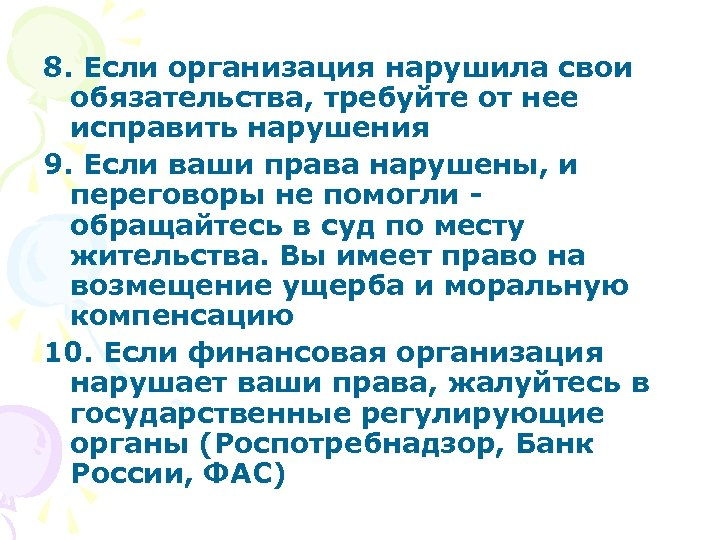 8. Если организация нарушила свои
обязательства, требуйте от нее
исправить нарушения
9. Если ваши права нарушены, и
переговоры не помогли -
обращайтесь в суд по месту
жительства. Вы имеет право на
возмещение ущерба и моральную
компенсацию
10. Если финансовая организация
нарушает ваши права, жалуйтесь в
государственные регулирующие
органы (Роспотребнадзор, Банк
России, ФАС)